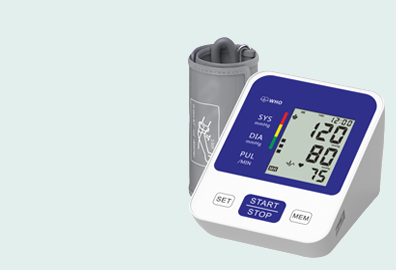 WHO
12:00
SYS
mmHg
120
DIA
mmHg
80
PUL
/MIN
75
SET
START
STOP
MEM